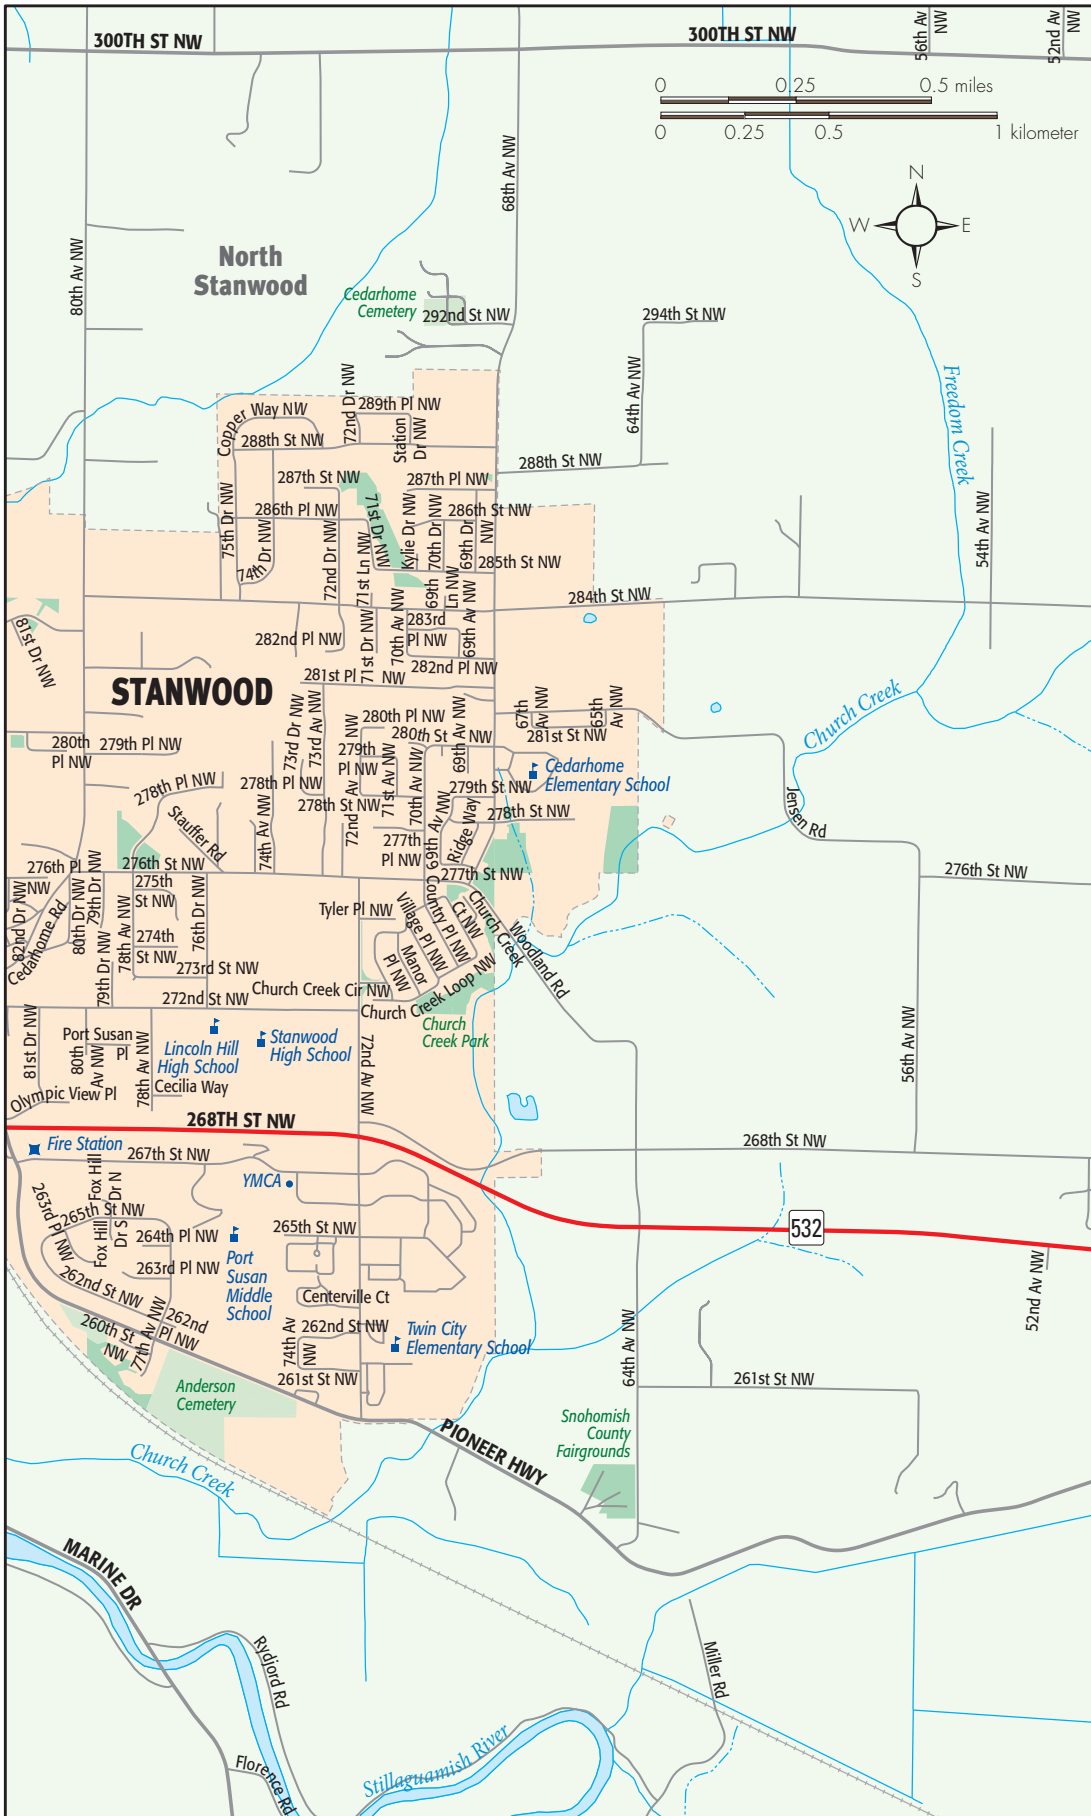 300TH ST NW
300TH ST NW
56th Av
NW
52nd Av
NW
0
0.25
0.5 miles
0
0.25
0.5
1 kilometer
N
W
E
S
68th Av NW
80th Av NW
North
Stanwood
Cedarhome
Cemetery
292nd St NW
294th St NW
64th Av NW
Freedom Creek
54th Av NW
Copper Way NW
72nd Dr NW
289th Pl NW
Station
Dr NW
288th St NW
288th St NW
287th St NW
287th Pl NW
71st Dr NW
286th Pl NW
286th St NW
75th Dr NW
74th Dr NW
72nd Dr NW
71st Ln NW
Kylie Dr NW
70th Dr NW
69th Dr
NW
285th St NW
69th
Ln NW
284th St NW
81st Dr NW
282nd Pl NW
71st Dr NW
70th Av NW
283rd
Pl NW
69th Av NW
282nd Pl NW
281st Pl
NW
STANWOOD
73rd Dr NW
73rd Av NW
280th Pl NW
280th St
NW
69th Av NW
67th
Av NW
65th
Av NW
281st St NW
Church Creek
280th
Pl NW
279th Pl NW
279th
Pl NW
72nd Av
NW
71st Av NW
70th Av NW
Cedarhome
Elementary School
278th Pl NW
278th Pl NW
278th St NW
279th St NW
278th St NW
Stauffer Rd
74th Av NW
72nd Av
277th
Pl NW
69th Av NW
Ridge Way
Jensen Rd
276th Pl
NW
276th St NW
277th St NW
276th St NW
82nd Dr NW
Cedarhome Rd
80th Dr NW
79th Dr NW
275th
St NW
76th Dr NW
78th Av NW
274th
St NW
79th Dr NW
273rd St NW
272nd St NW
Tyler Pl NW
Village Pl NW
Country Pl NW
Ct NW
Manor
Pl NW
Church Creek
Woodland Rd
Church Creek Cir NW
Church Creek Loop NW
Church
Creek Park
81st Dr NW
Port Susan
Pl
80th
Av NW
78th Av NW
Lincoln Hill
High School
Stanwood
High School
72nd Av NW
56th Av NW
Olympic View Pl
Cecilia Way
268TH ST NW
268th St NW
Fire Station
267th St NW
YMCA
Fox Hill
Dr N
263rd Pl NW
265th St NW
Fox Hill
Dr S
264th Pl NW
263rd Pl NW
265th St NW
532
Port
Susan
Middle
School
262nd St NW
Centerville Ct
52nd Av NW
260th St
NW
77th Av NW
262nd
Pl NW
74th Av
NW
262nd St NW
Twin City
Elementary School
64th Av NW
261st St NW
261st St NW
Anderson
Cemetery
Snohomish
County
Fairgrounds
PIONEER HWY
Church Creek
MARINE DR
Rydjord Rd
Miller Rd
Florence Rd
Stillaguamish River